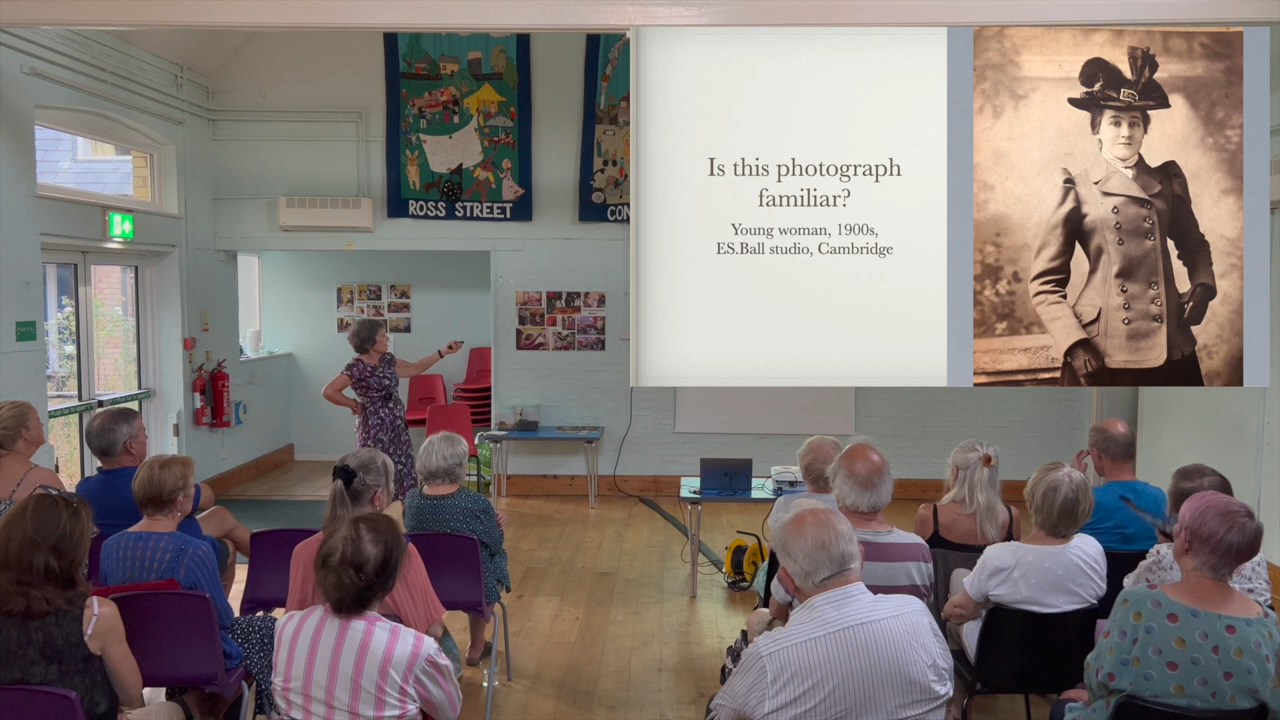 ROSS STREET
CON
Is this photograph
familiar?
Young woman, 1900s,
ES.Ball studio, Cambridge